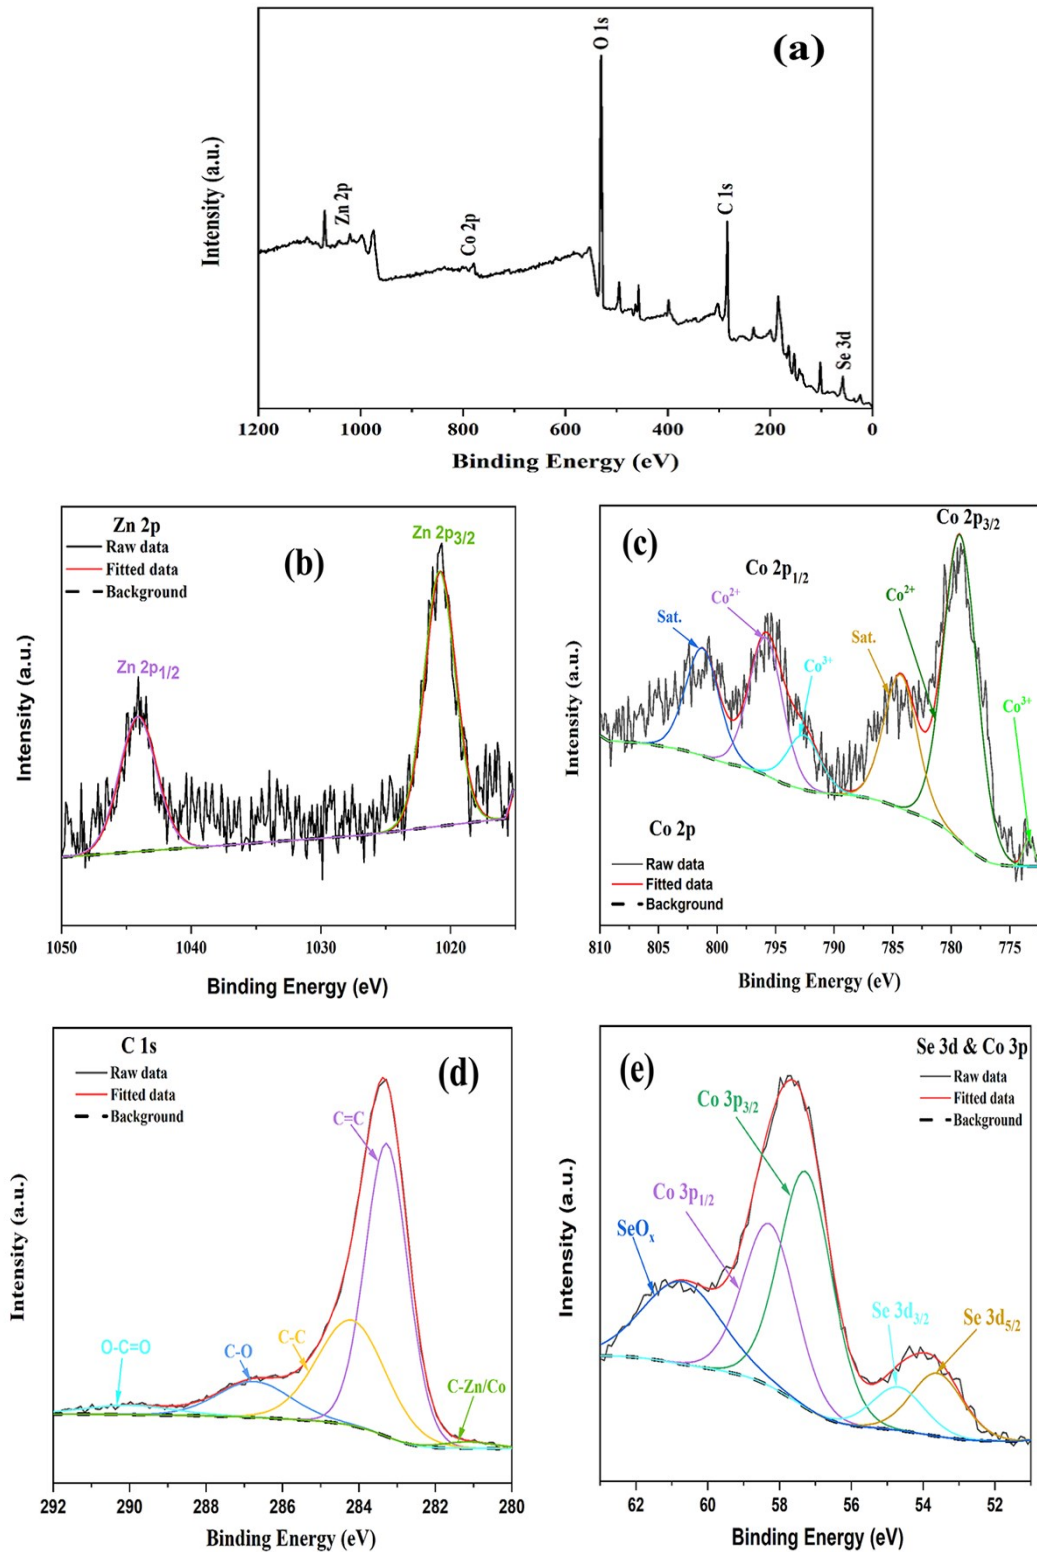 (a)
O 1s
C 1s
Zn 2p
Co 2p
Se 3d
Intensity (a.u.)
1200 1000 800 600 400 200 0
Binding Energy (eV)
Zn 2p
Raw data
Fitted data
Background
(b)
Zn 2p3/2
Zn 2p1/2
Intensity (a.u.)
1050 1040 1030 1020
Binding Energy (eV)
(c)
Co 2p3/2
Co 2p1/2
Co2+
Co2+
Sat.
Sat.
Co3+
Co3+
Co 2p
Raw data
Fitted data
Background
Intensity (a.u.)
810 805 800 795 790 785 780 775
Binding Energy (eV)
C 1s
Raw data
Fitted data
Background
(d)
C=C
C-C
C-O
O-C=O
C-Zn/Co
Intensity (a.u.)
292 290 288 286 284 282 280
Binding Energy (eV)
(e)
Se 3d & Co 3p
Raw data
Fitted data
Background
Co 3p3/2
Co 3p1/2
SeOx
Se 3d3/2
Se 3d5/2
Intensity (a.u.)
62 60 58 56 54 52
Binding Energy (eV)